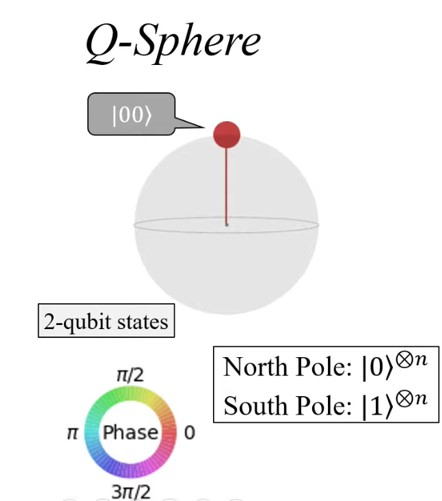 Q-Sphere
|00⟩
2-qubit states
North Pole: |0⟩⊗n
South Pole: |1⟩⊗n
π/2
π Phase 0
3π/2